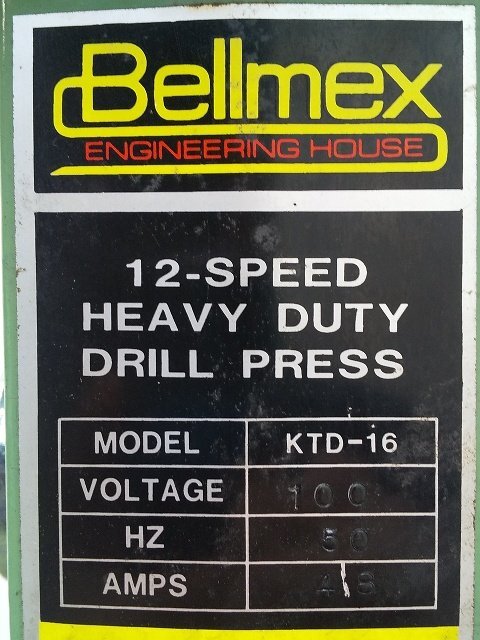 Bellmex
ENGINEERING HOUSE
12-SPEED
HEAVY DUTY
DRILL PRESS
MODEL KTD-16
VOLTAGE 100
HZ 50
AMPS